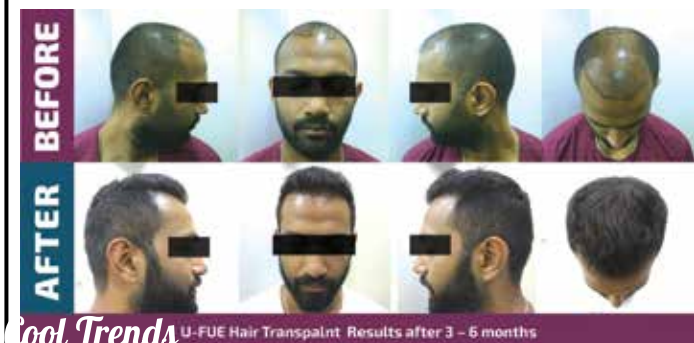 BEFORE
AFTER
Cool Trends
U-FUE Hair Transpalnt Results after 3 – 6 months